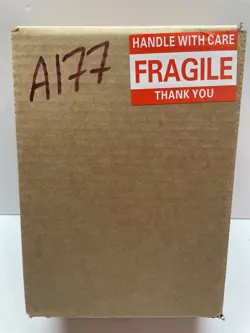 A177
HANDLE WITH CARE
FRAGILE
THANK YOU